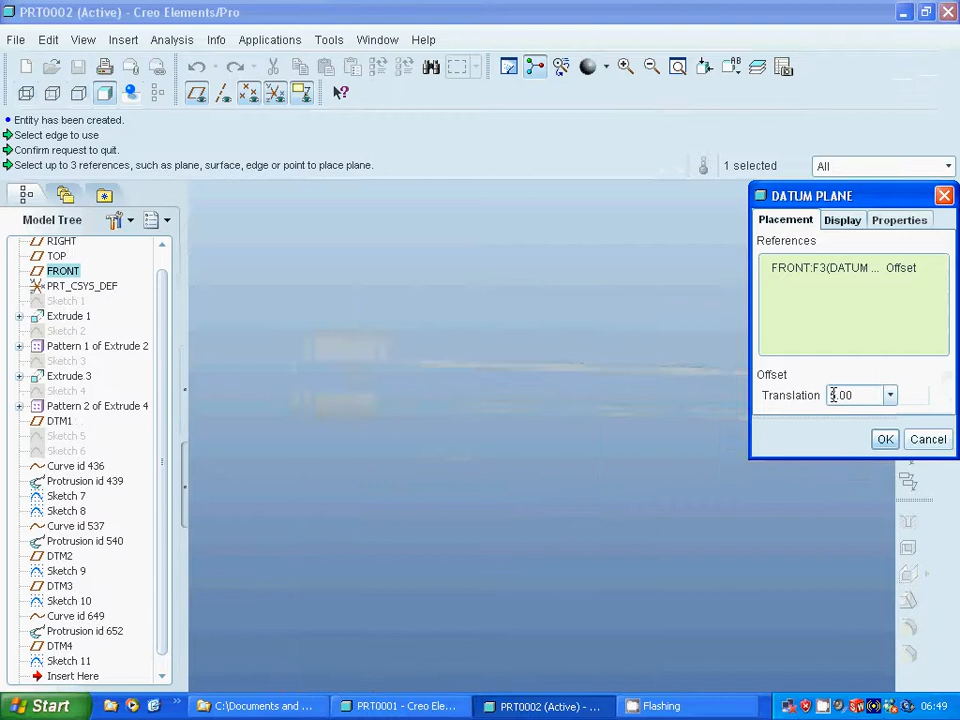 PRT0002 (Active) - Creo Elements/Pro
File Edit View Insert Analysis Info Applications Tools Window Help
Entity has been created.
Select edge to use
Confirm request to quit.
Select up to 3 references, such as plane, surface, edge or point to place plane.
1 selected
All
Model Tree
RIGHT
TOP
FRONT
PRT_CSYS_DEF
Sketch 1
Extrude 1
Sketch 2
Pattern 1 of Extrude 2
Sketch 3
Extrude 3
Sketch 4
Pattern 2 of Extrude 4
DTM1
Sketch 5
Sketch 6
Curve id 436
Protrusion id 439
Sketch 7
Sketch 8
Curve id 537
Protrusion id 540
DTM2
Sketch 9
DTM3
Sketch 10
Curve id 649
Protrusion id 652
DTM4
Sketch 11
Insert Here
DATUM PLANE
Placement Display Properties
References
FRONT:F3(DATUM ... Offset
Offset
Translation
OK Cancel
Start
C:\Documents and ...
PRT0001 - Creo Ele...
PRT0002 (Active) - ...
Flashing
06:49